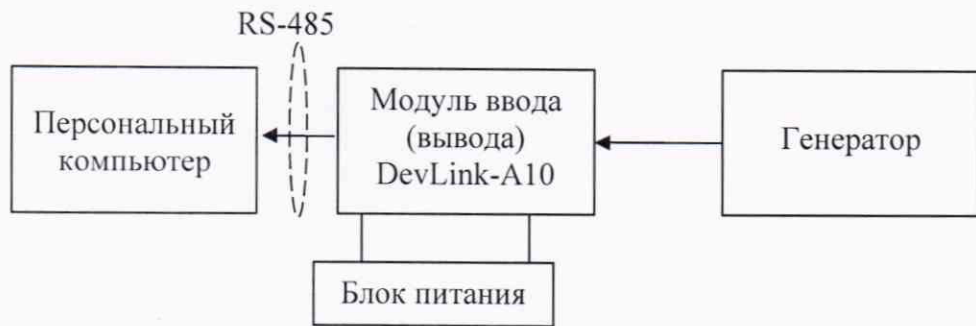 RS-485
Персональный
компьютер
Модуль ввода
(вывода)
DevLink-A10
Генератор
Блок питания